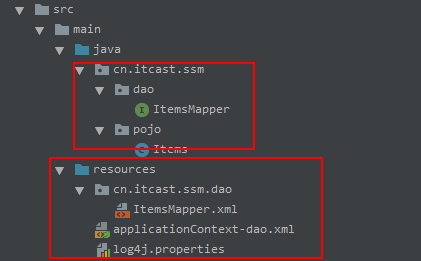 src
main
java
cn.itcast.ssm
dao
ItemsMapper
pojo
Items
resources
cn.itcast.ssm.dao
ItemsMapper.xml
applicationContext-dao.xml
log4j.properties